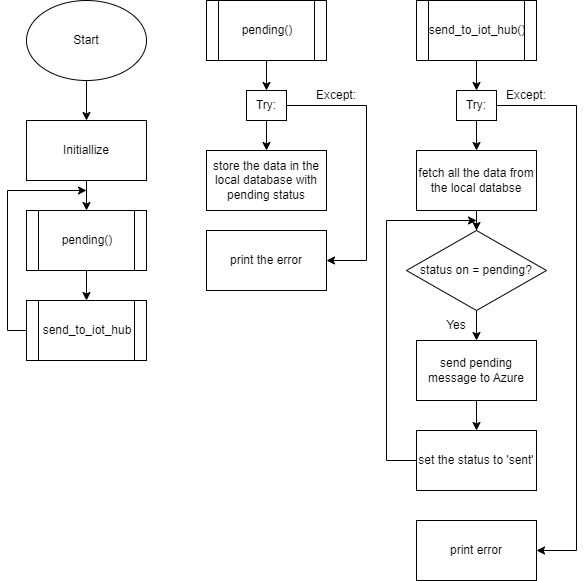 Start
Initiallize
pending()
send_to_iot_hub
pending()
Try:
Except:
store the data in the
local database with
pending status
print the error
send_to_iot_hub()
Try:
Except:
fetch all the data from
the local databse
status on = pending?
Yes
send pending
message to Azure
set the status to 'sent'
print error